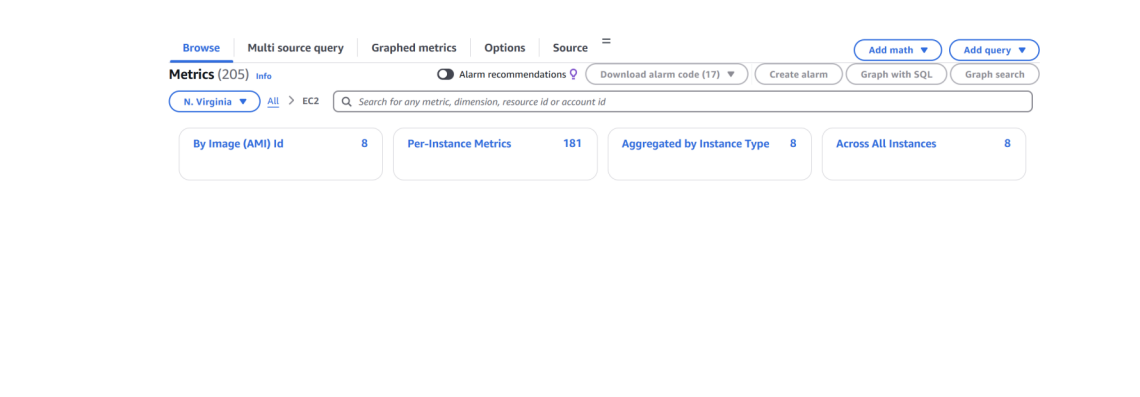 Browse Multi source query Graphed metrics Options Source Add math Add query
Metrics (205) Info Alarm recommendations Download alarm code (17) Create alarm Graph with SQL Graph search
N. Virginia All EC2 Search for any metric, dimension, resource id or account id
By Image (AMI) Id 8 Per-Instance Metrics 181 Aggregated by Instance Type 8 Across All Instances 8